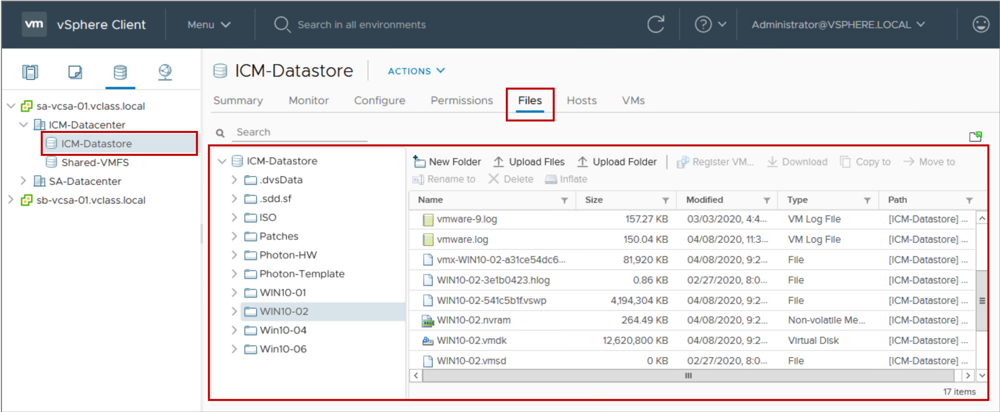 vm vSphere Client Menu Search in all environments Administrator@VSPHERE.LOCAL
sa-vcsa-01.vclass.local
ICM-Datacenter
ICM-Datastore
Shared-VMFS
SA-Datacenter
sb-vcsa-01.vclass.local
ICM-Datastore ACTIONS
Summary Monitor Configure Permissions Files Hosts VMs
Search
ICM-Datastore
.dvsData
.sdd.sf
ISO
Patches
Photon-HW
Photon-Template
WIN10-01
WIN10-02
Win10-04
Win10-06
New Folder Upload Files Upload Folder Register VM... Download Copy to Move to
Rename to Delete Inflate
Name Size Modified Type Path
vmware-9.log 157.27 KB 03/03/2020, 4:4... VM Log File [ICM-Datastore] ...
vmware.log 150.04 KB 04/08/2020, 11:3... VM Log File [ICM-Datastore] ...
vmx-WIN10-02-a31ce54dc6... 81,920 KB 04/08/2020, 9:2... File [ICM-Datastore] ...
WIN10-02-3e1b0423.hlog 0.86 KB 02/27/2020, 8:0... File [ICM-Datastore] ...
WIN10-02-541c5b1f.vswp 4,194,304 KB 04/08/2020, 9:2... File [ICM-Datastore] ...
WIN10-02.nvram 264.49 KB 04/08/2020, 9:2... Non-volatile Me... [ICM-Datastore] ...
WIN10-02.vmdk 12,620,800 KB 04/08/2020, 9:2... Virtual Disk [ICM-Datastore] ...
WIN10-02.vmsd 0 KB 02/27/2020, 8:0... File [ICM-Datastore] ...
17 items